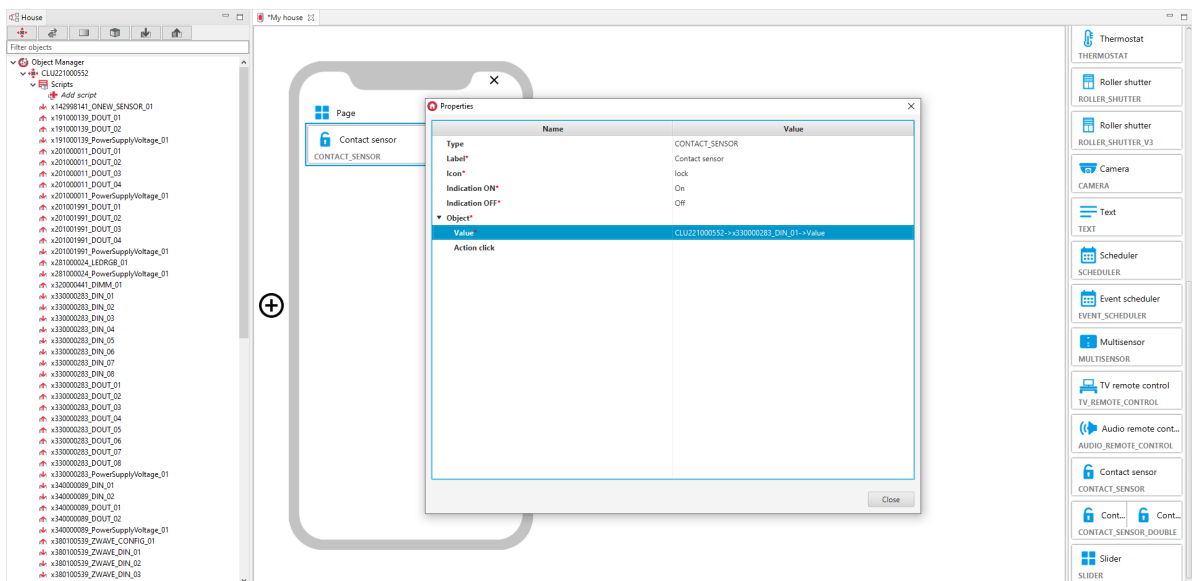 House
*My house
Filter objects
Object Manager
CLU221000552
Scripts
Add script
x142998141_ONEW_SENSOR_01
x191000139_DOUT_01
x191000139_DOUT_02
x191000139_PowerSupplyVoltage_01
x201000011_DOUT_01
x201000011_DOUT_02
x201000011_DOUT_03
x201000011_DOUT_04
x201000011_PowerSupplyVoltage_01
x201001991_DOUT_01
x201001991_DOUT_02
x201001991_DOUT_03
x201001991_DOUT_04
x201001991_PowerSupplyVoltage_01
x281000024_LEDRGB_01
x281000024_PowerSupplyVoltage_01
x320000441_DIMM_01
x330000283_DIN_01
x330000283_DIN_02
x330000283_DIN_03
x330000283_DIN_04
x330000283_DIN_05
x330000283_DIN_06
x330000283_DIN_07
x330000283_DIN_08
x330000283_DOUT_01
x330000283_DOUT_02
x330000283_DOUT_03
x330000283_DOUT_04
x330000283_DOUT_05
x330000283_DOUT_06
x330000283_DOUT_07
x330000283_DOUT_08
x330000283_PowerSupplyVoltage_01
x340000089_DIN_01
x340000089_DIN_02
x340000089_DOUT_01
x340000089_DOUT_02
x340000089_PowerSupplyVoltage_01
x380100539_ZWAVE_CONFIG_01
x380100539_ZWAVE_DIN_01
x380100539_ZWAVE_DIN_02
x380100539_ZWAVE_DIN_03
Page
Contact sensor
CONTACT_SENSOR
Properties
Name Value
Type CONTACT_SENSOR
Label* Contact sensor
Icon* lock
Indication ON* On
Indication OFF* Off
Object*
Value* CLU221000552->x330000283_DIN_01->Value
Action click
Close
Thermostat
THERMOSTAT
Roller shutter
ROLLER_SHUTTER
Roller shutter
ROLLER_SHUTTER_V3
Camera
CAMERA
Text
TEXT
Scheduler
SCHEDULER
Event scheduler
EVENT_SCHEDULER
Multisensor
MULTISENSOR
TV remote control
TV_REMOTE_CONTROL
Audio remote cont...
AUDIO_REMOTE_CONTROL
Contact sensor
CONTACT_SENSOR
Cont... Cont...
CONTACT_SENSOR_DOUBLE
Slider
SLIDER